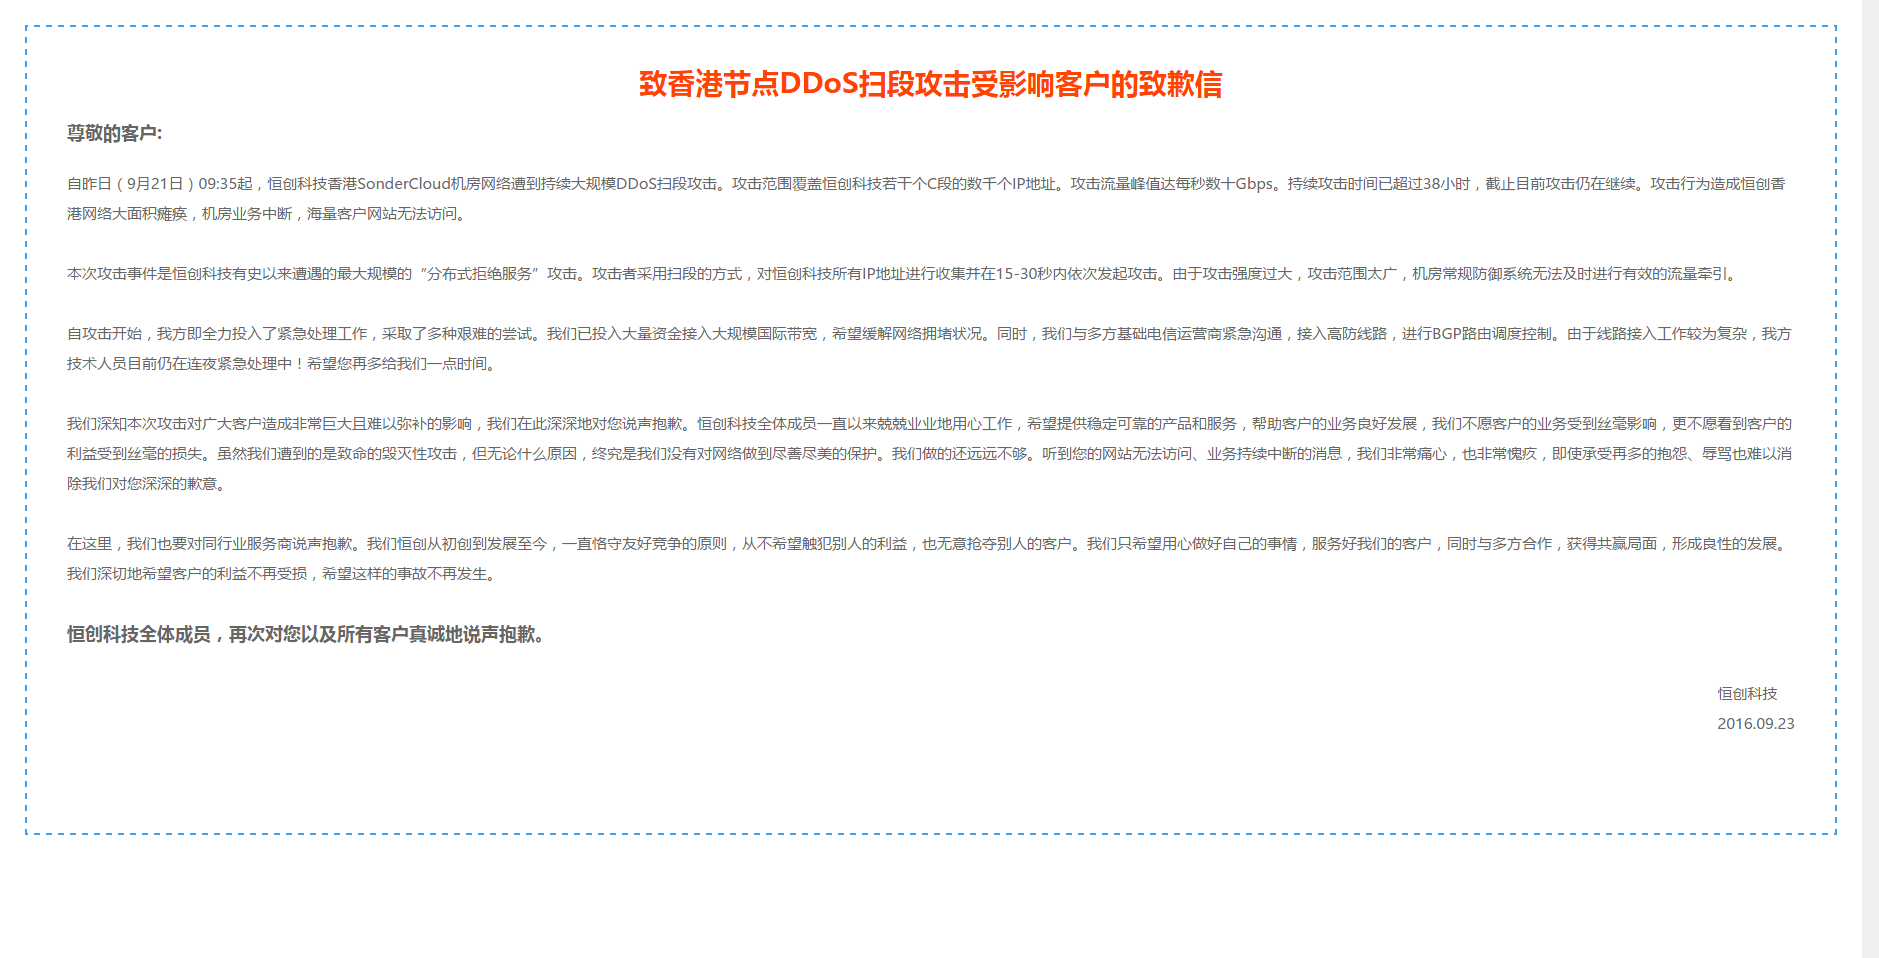 致香港节点DDoS扫段攻击受影响客户的致歉信
尊敬的客户:
自昨日（9月21日）09:35起，恒创科技香港SonderCloud机房网络遭到持续大规模DDoS扫段攻击。攻击范围覆盖恒创科技若干个C段的数千个IP地址。攻击流量峰值达每秒数十Gbps。持续攻击时间已超过38小时，截止目前攻击仍在继续。攻击行为造成恒创香
港网络大面积瘫痪，机房业务中断，海量客户网站无法访问。
本次攻击事件是恒创科技有史以来遭遇的最大规模的“分布式拒绝服务”攻击。攻击者采用扫段的方式，对恒创科技所有IP地址进行收集并在15-30秒内依次发起攻击。由于攻击强度过大，攻击范围太广，机房常规防御系统无法及时进行有效的流量牵引。
自攻击开始，我方即全力投入了紧急处理工作，采取了多种艰难的尝试。我们已投入大量资金接入大规模国际带宽，希望缓解网络拥堵状况。同时，我们与多方基础电信运营商紧急沟通，接入高防线路，进行BGP路由调度控制。由于线路接入工作较为复杂，我方
技术人员目前仍在连夜紧急处理中！希望您再多给我们一点时间。
我们深知本次攻击对广大客户造成非常巨大且难以弥补的影响，我们在此深深地对您说声抱歉。恒创科技全体成员一直以来兢兢业业地用心工作，希望提供稳定可靠的产品和服务，帮助客户的业务良好发展，我们不愿客户的业务受到丝毫影响，更不愿看到客户的
利益受到丝毫的损失。虽然我们遭到的是致命的毁灭性攻击，但无论什么原因，终究是我们没有对网络做到尽善尽美的保护。我们做的还远远不够。听到您的网站无法访问、业务持续中断的消息，我们非常痛心，也非常愧疚，即使承受再多的抱怨、辱骂也难以消
除我们对您深深的歉意。
在这里，我们也要对同行业服务商说声抱歉。我们恒创从初创到发展至今，一直恪守友好竞争的原则，从不希望触犯别人的利益，也无意抢夺别人的客户。我们只希望用心做好自己的事情，服务好我们的客户，同时与多方合作，获得共赢局面，形成良性的发展。
我们深切地希望客户的利益不再受损，希望这样的事故不再发生。
恒创科技全体成员，再次对您以及所有客户真诚地说声抱歉。
恒创科技
2016.09.23